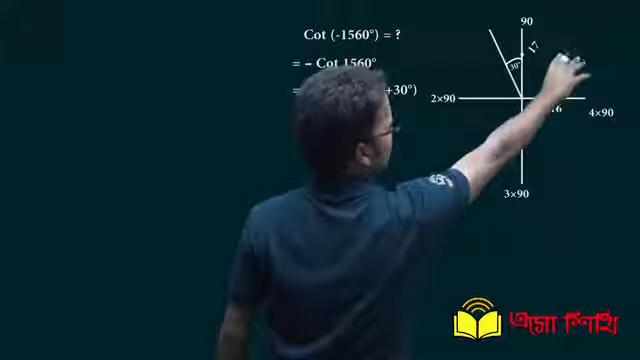 Cot (-1560°) = ?
= – Cot 1560°
= +30°)
90
17
30°
2×90
16
4×90
3×90
এসো শিখি